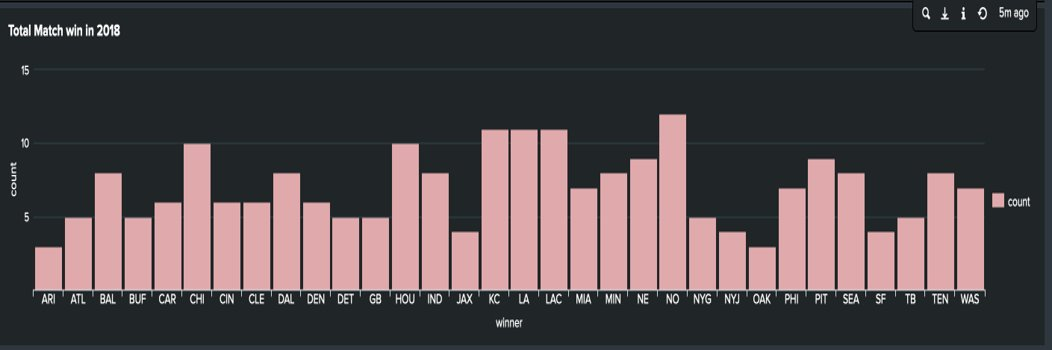 5m ago
Total Match win in 2018
15
10
5
count
ARI ATL BAL BUF CAR CHI CIN CLE DAL DEN DET GB HOU IND JAX KC LA LAC MIA MIN NE NO NYG NYJ OAK PHI PIT SEA SF TB TEN WAS
winner
count